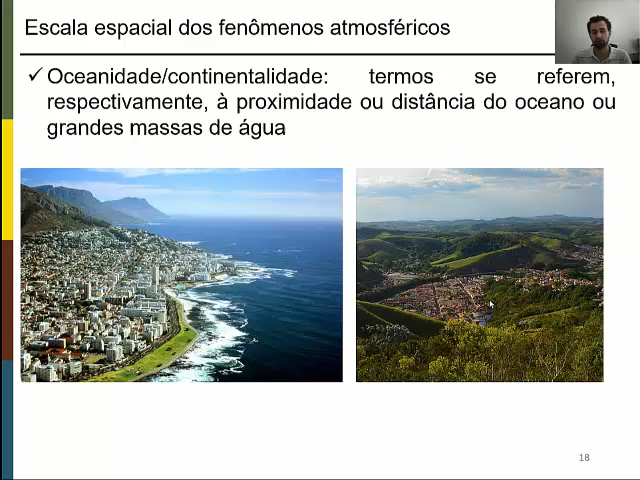 Escala espacial dos fenômenos atmosféricos
✓Oceanidade/continentalidade: termos se referem,
respectivamente, à proximidade ou distância do oceano ou
grandes massas de água
18